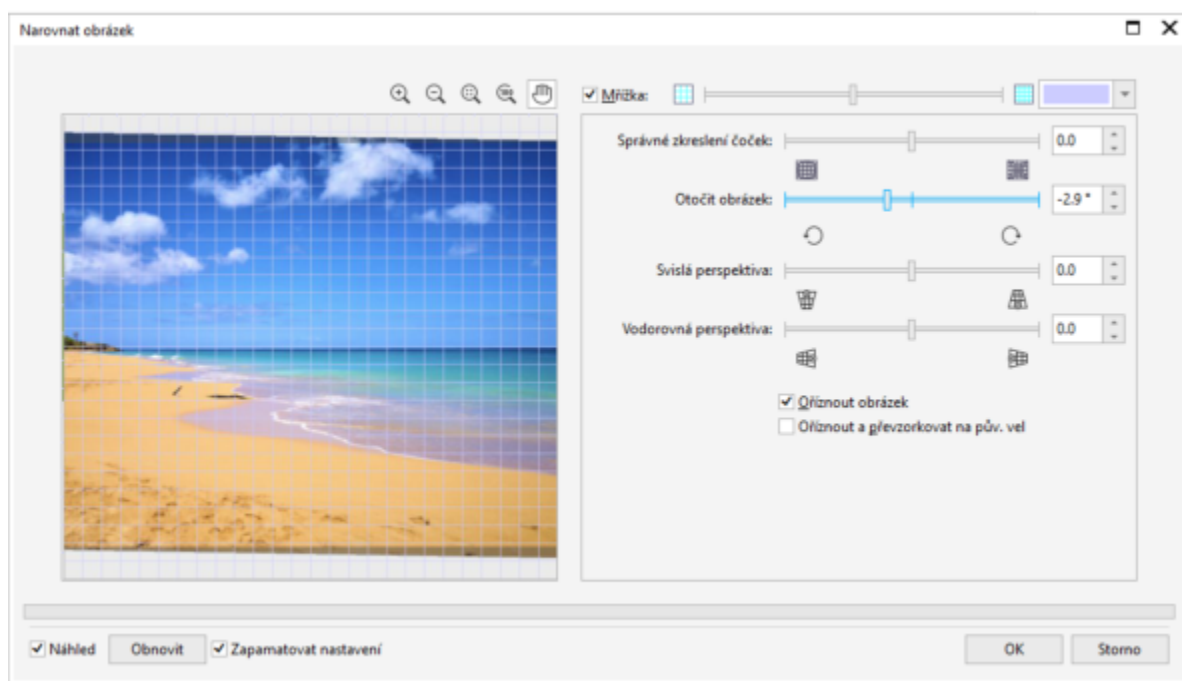 Narovnat obrázek
Mřížka:
Správné zkreslení čoček: 0.0
Otočit obrázek: -2.9 °
Svislá perspektiva: 0.0
Vodorovná perspektiva: 0.0
Oříznout obrázek
Oříznout a převzorkovat na pův. vel
Náhled Obnovit Zapamatovat nastavení OK Storno